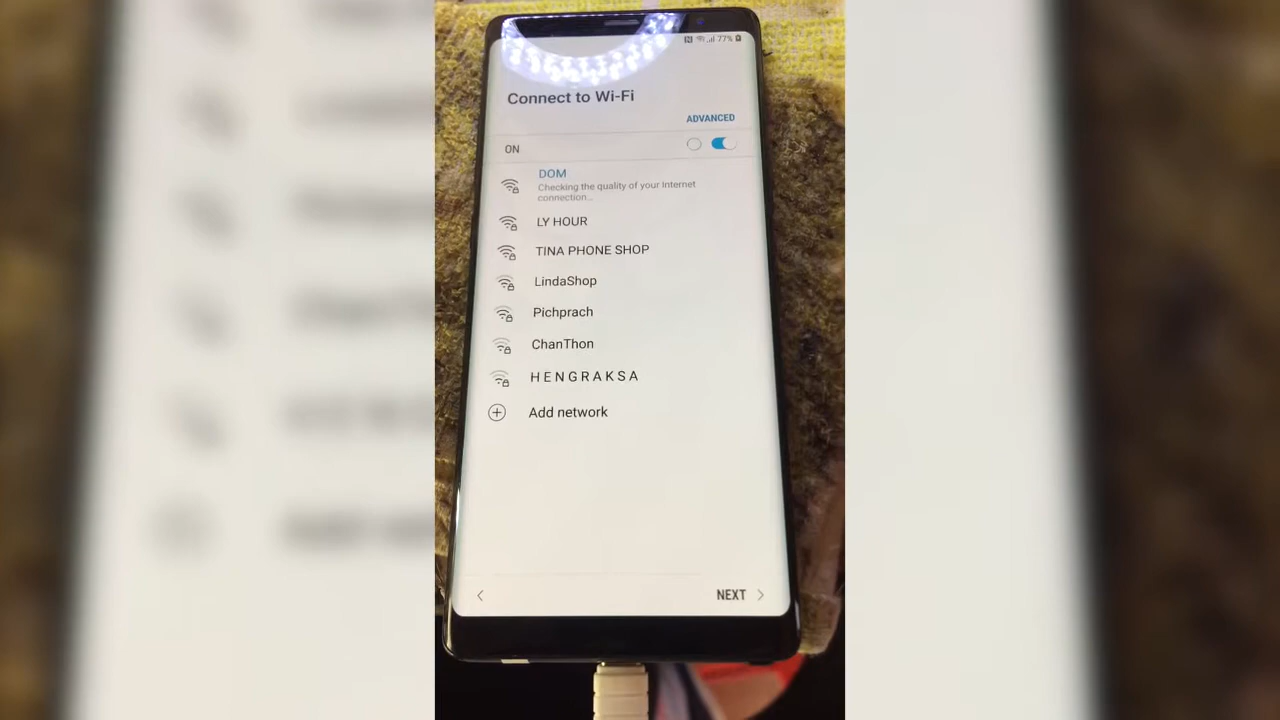 77%
Connect to Wi-Fi
ADVANCED
ON
DOM
Checking the quality of your Internet
connection...
LY HOUR
TINA PHONE SHOP
LindaShop
Pichprach
ChanThon
H E N G R A K S A
Add network
NEXT